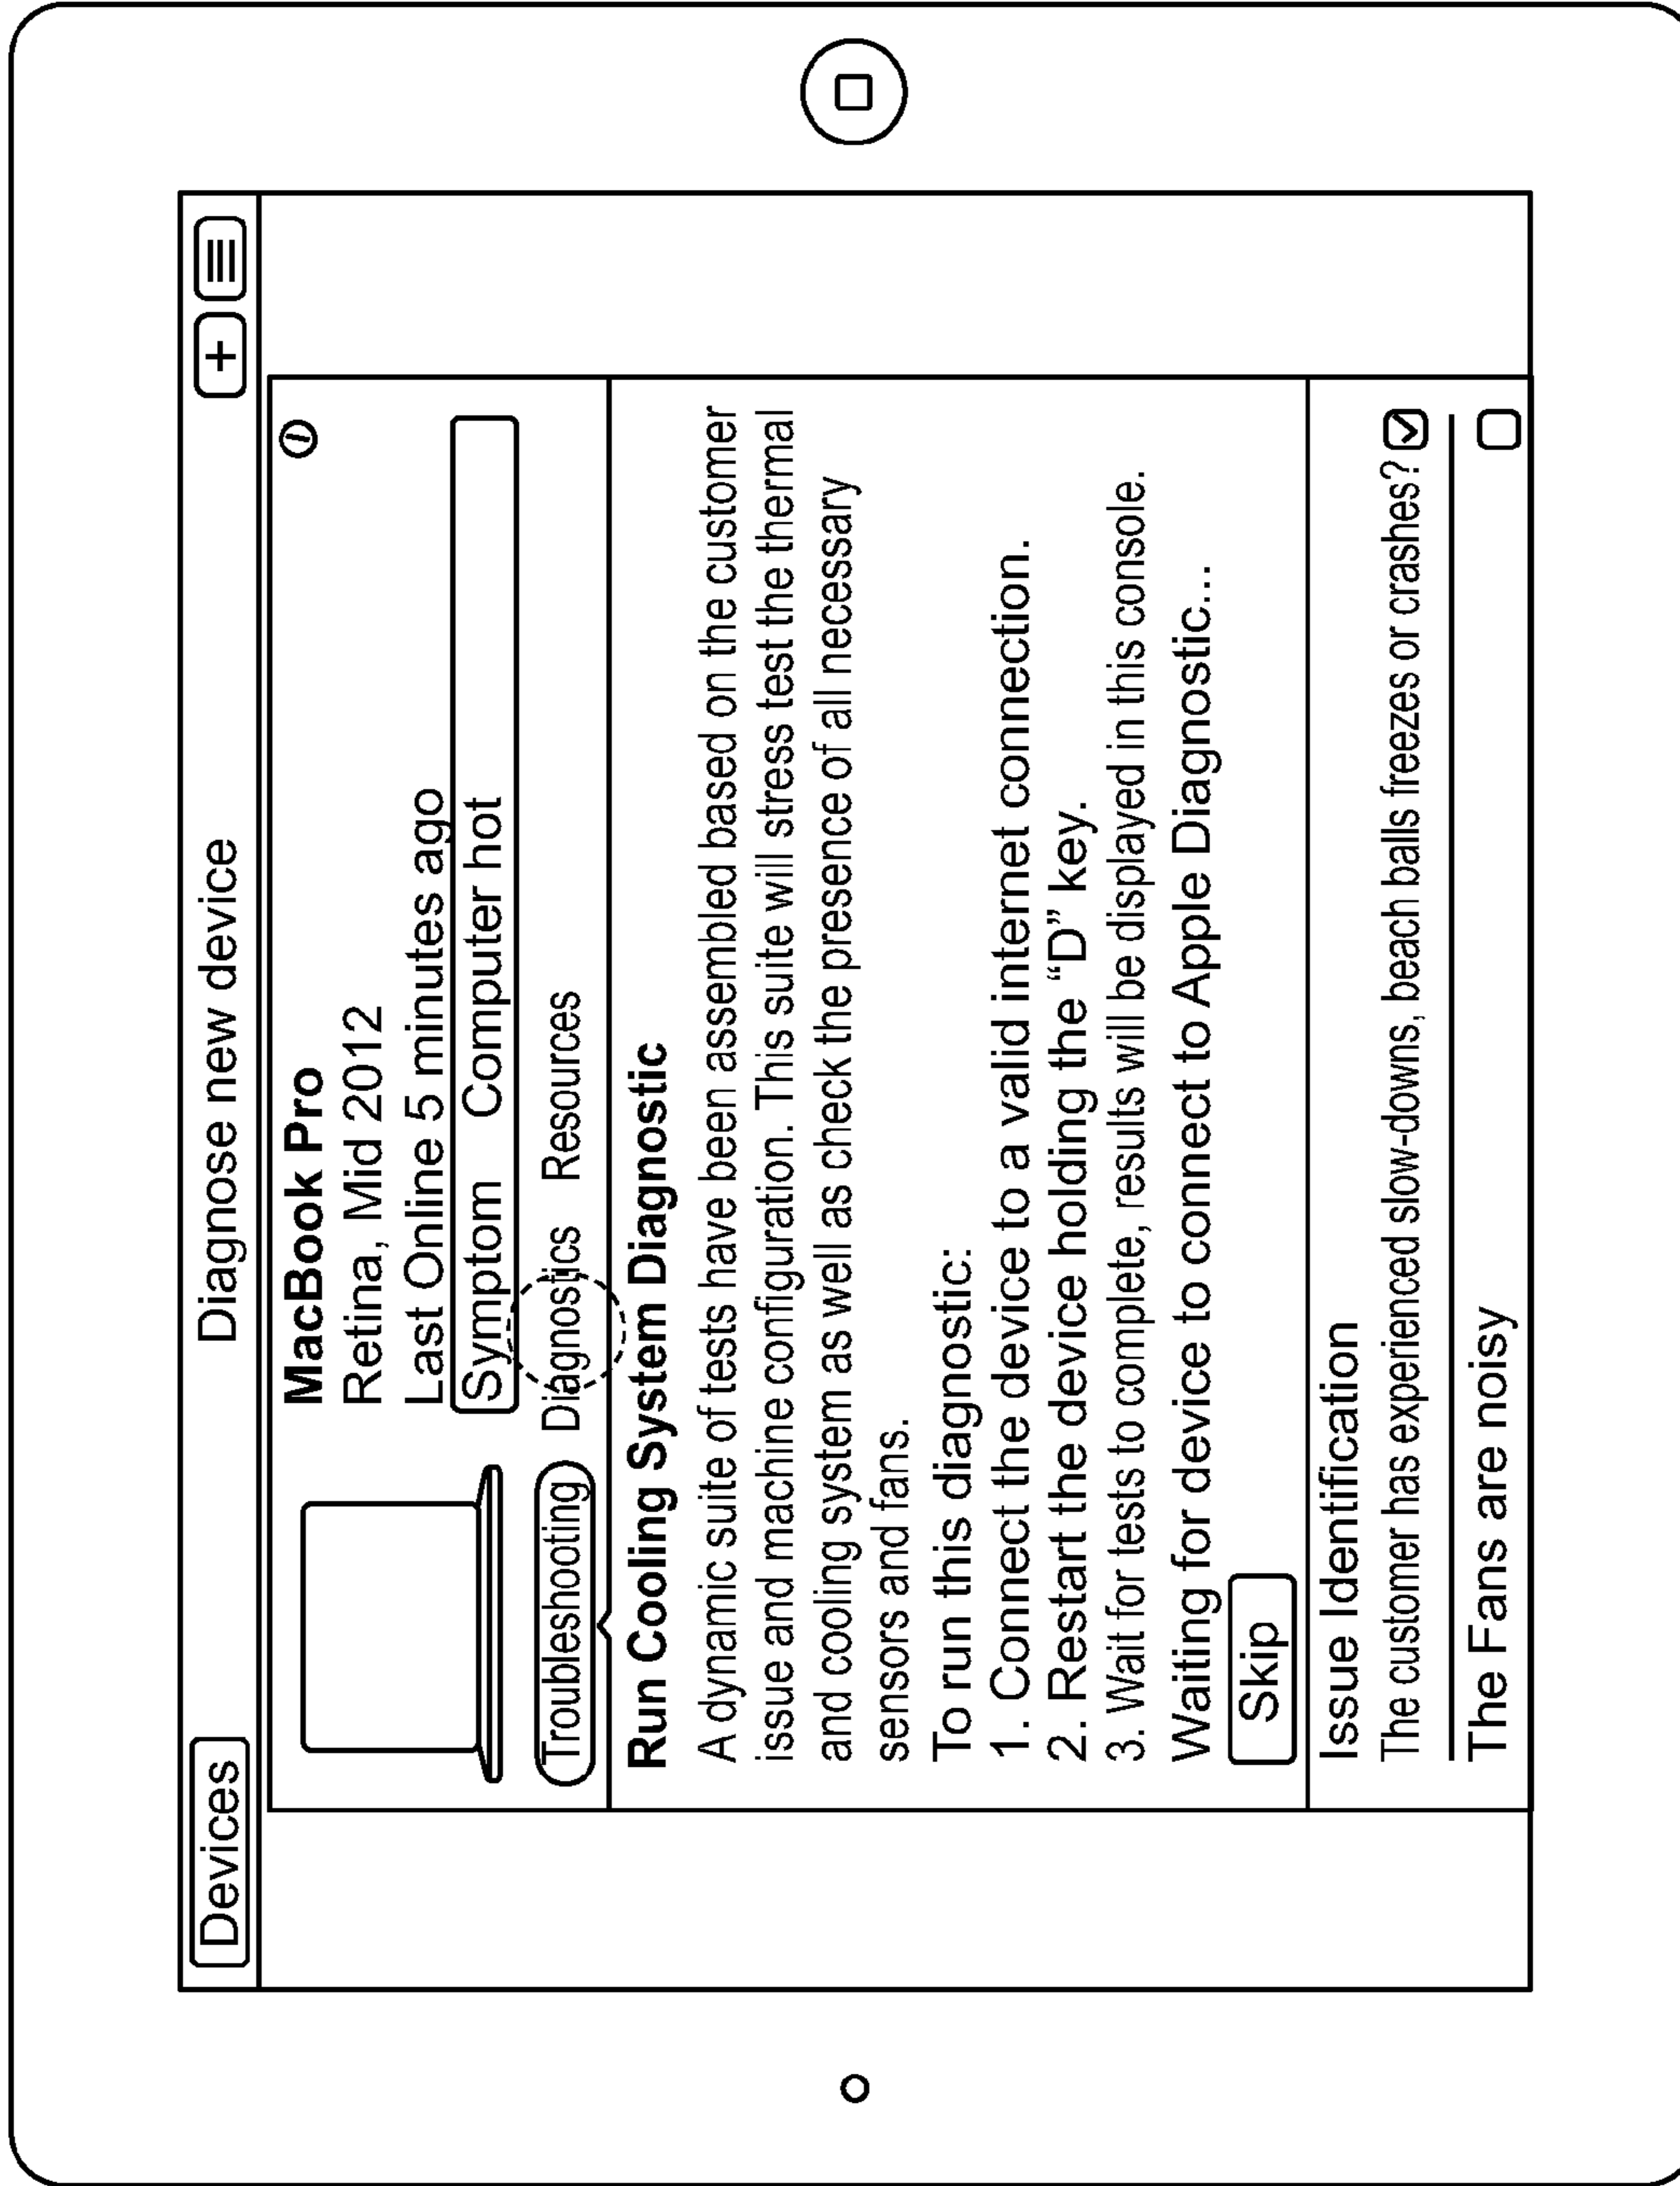 Devices Diagnose new device + ≡
MacBook Pro
Retina, Mid 2012
Last Online 5 minutes ago
Symptom Computer hot
Troubleshooting Diagnostics Resources
Run Cooling System Diagnostic
A dynamic suite of tests have been assembled based on the customer
issue and machine configuration. This suite will stress test the thermal
and cooling system as well as check the presence of all necessary
sensors and fans.
To run this diagnostic:
1. Connect the device to a valid internet connection.
2. Restart the device holding the “D” key.
3. Wait for tests to complete, results will be displayed in this console.
Waiting for device to connect to Apple Diagnostic...
Skip
Issue Identification
The customer has experienced slow-downs, beach balls freezes or crashes?
The Fans are noisy